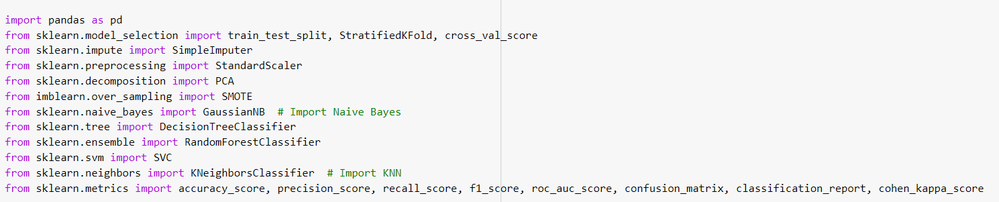 import pandas as pd
from sklearn.model_selection import train_test_split, StratifiedKFold, cross_val_score
from sklearn.impute import SimpleImputer
from sklearn.preprocessing import StandardScaler
from sklearn.decomposition import PCA
from imblearn.over_sampling import SMOTE
from sklearn.naive_bayes import GaussianNB  # Import Naive Bayes
from sklearn.tree import DecisionTreeClassifier
from sklearn.ensemble import RandomForestClassifier
from sklearn.svm import SVC
from sklearn.neighbors import KNeighborsClassifier  # Import KNN
from sklearn.metrics import accuracy_score, precision_score, recall_score, f1_score, roc_auc_score, confusion_matrix, classification_report, cohen_kappa_score